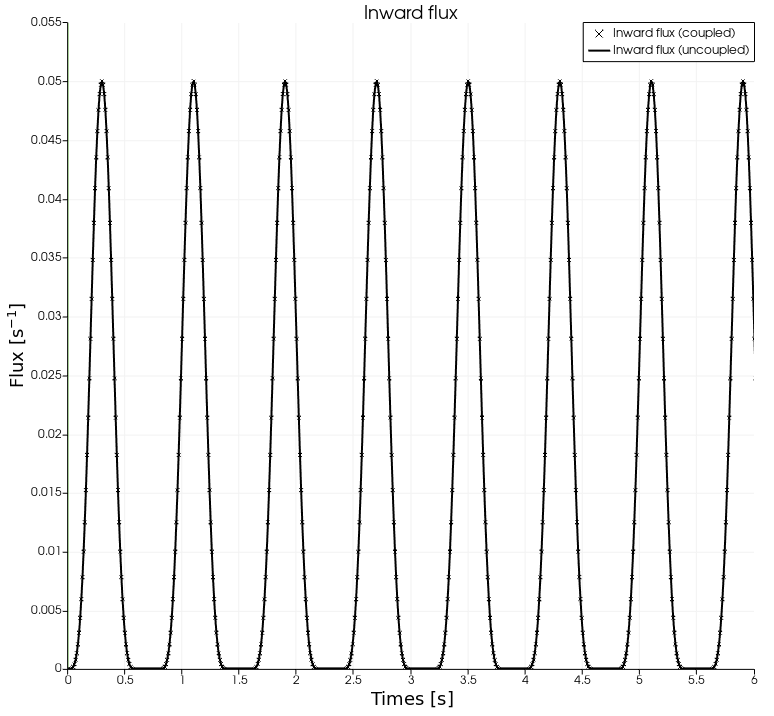 Inward flux
Inward flux (coupled)
Inward flux (uncoupled)
0.055
0.05
0.045
0.04
0.035
0.03
0.025
0.02
0.015
0.01
0.005
0
Flux [s⁻¹]
0 0.5 1 1.5 2 2.5 3 3.5 4 4.5 5 5.5 6
Times [s]